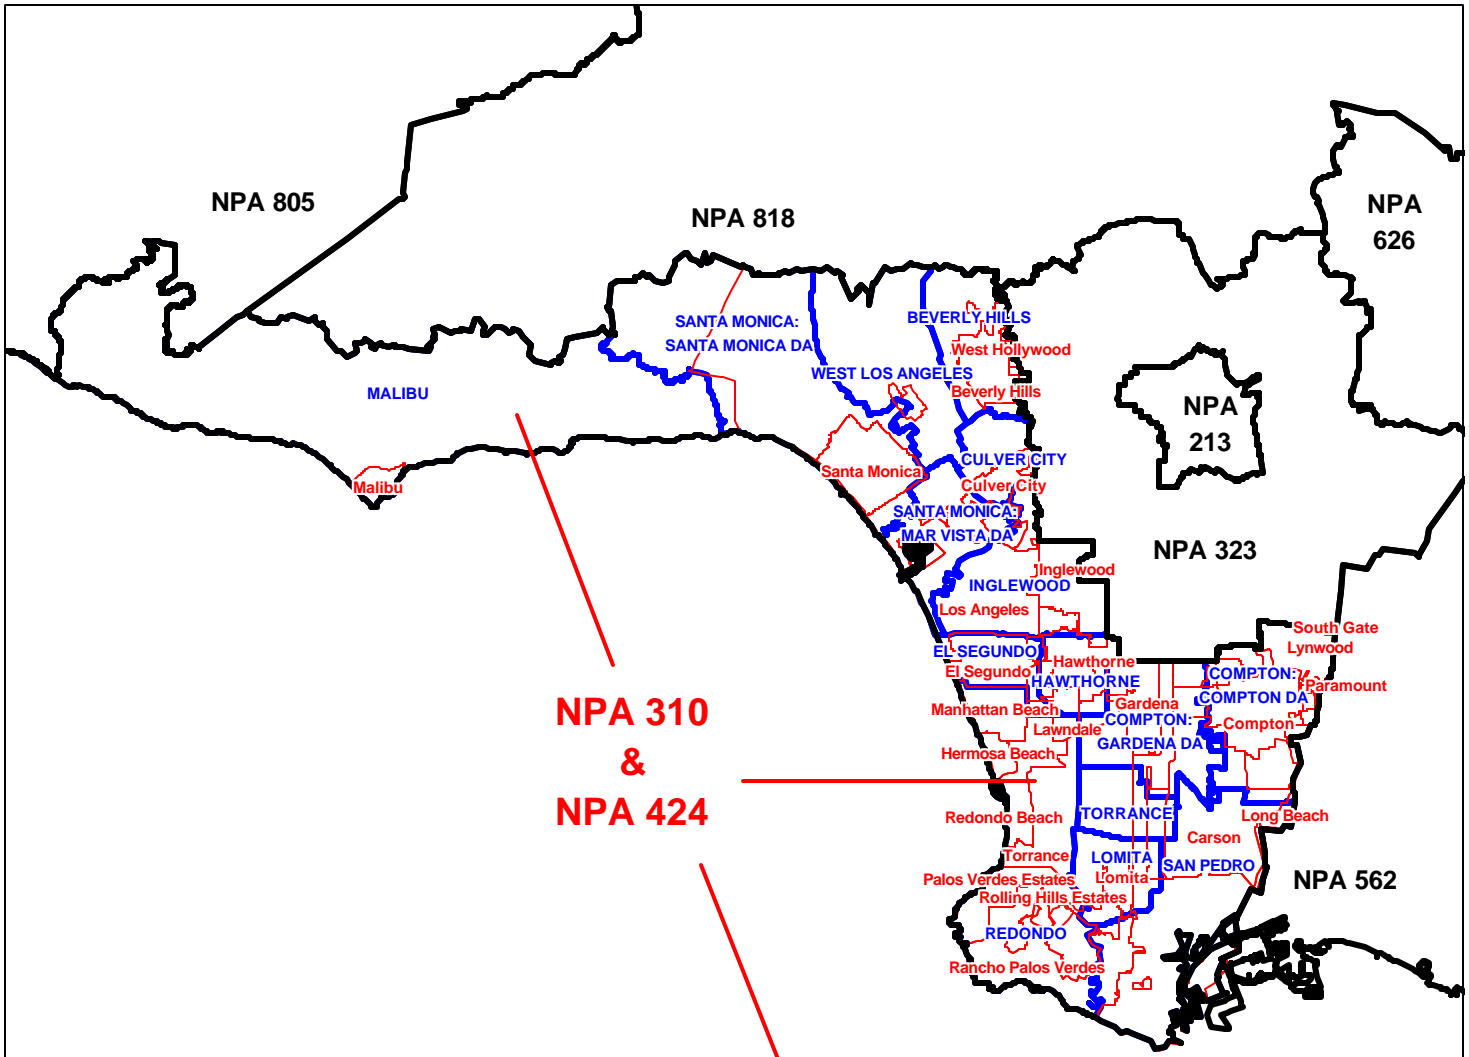 NPA 805
NPA 818
NPA
626
SANTA MONICA:
SANTA MONICA DA
BEVERLY HILLS
West Hollywood
WEST LOS ANGELES
Beverly Hills
MALIBU
NPA
213
CULVER CITY
Santa Monica
Culver City
Malibu
SANTA MONICA:
MAR VISTA DA
NPA 323
Inglewood
INGLEWOOD
Los Angeles
South Gate
Lynwood
EL SEGUNDO
Hawthorne
El Segundo
HAWTHORNE
COMPTON:
COMPTON DA
Paramount
Manhattan Beach
Gardena
COMPTON:
GARDENA DA
Compton
Lawndale
Hermosa Beach
NPA 310
&
NPA 424
Redondo Beach
TORRANCE
Long Beach
Carson
Torrance
LOMITA
SAN PEDRO
Palos Verdes Estates
Lomita
NPA 562
Rolling Hills Estates
REDONDO
Rancho Palos Verdes